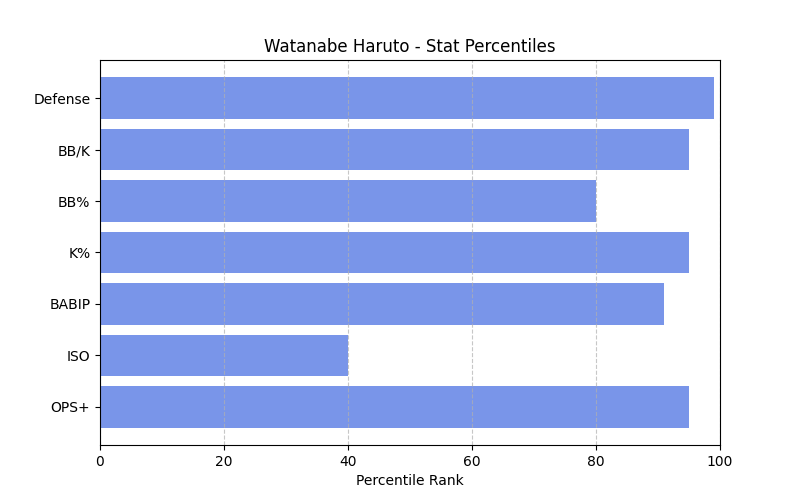 Watanabe Haruto - Stat Percentiles
Defense
BB/K
BB%
K%
BABIP
ISO
OPS+
0 20 40 60 80 100
Percentile Rank